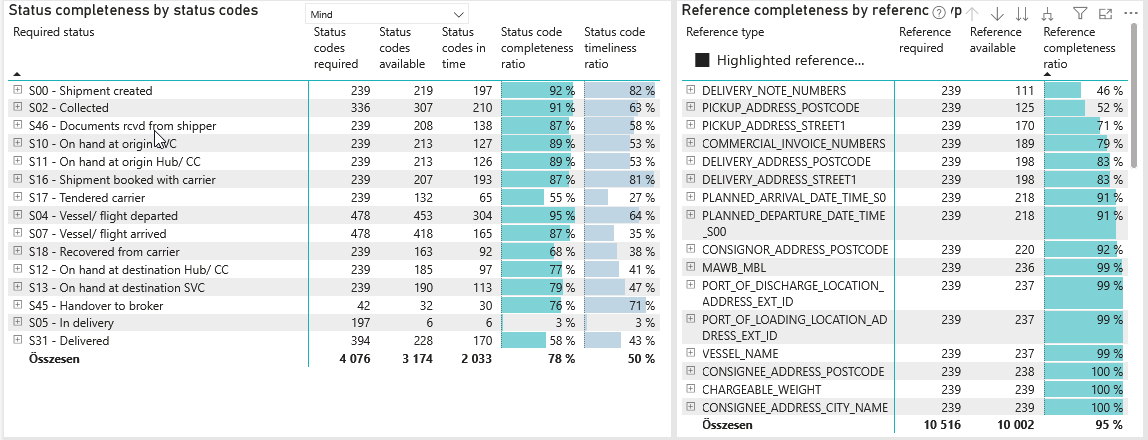 Status completeness by status codes
Mind
Required status
Status codes required
Status codes available
Status codes in time
Status code completeness ratio
Status code timeliness ratio
S00 - Shipment created 239 219 197 92 % 82 %
S02 - Collected 336 307 210 91 % 63 %
S46 - Documents rcvd from shipper 239 208 138 87 % 58 %
S10 - On hand at origin SVC 239 213 127 89 % 53 %
S11 - On hand at origin Hub/ CC 239 213 126 89 % 53 %
S16 - Shipment booked with carrier 239 207 193 87 % 81 %
S17 - Tendered carrier 239 132 65 55 % 27 %
S04 - Vessel/ flight departed 478 453 304 95 % 64 %
S07 - Vessel/ flight arrived 478 418 165 87 % 35 %
S18 - Recovered from carrier 239 163 92 68 % 38 %
S12 - On hand at destination Hub/ CC 239 185 97 77 % 41 %
S13 - On hand at destination SVC 239 190 113 79 % 47 %
S45 - Handover to broker 42 32 30 76 % 71 %
S05 - In delivery 197 6 6 3 % 3 %
S31 - Delivered 394 228 170 58 % 43 %
Összesen 4 076 3 174 2 033 78 % 50 %
Reference completeness by referenc
Reference type
Reference required
Reference available
Reference completeness ratio
Highlighted reference...
DELIVERY_NOTE_NUMBERS 239 111 46 %
PICKUP_ADDRESS_POSTCODE 239 125 52 %
PICKUP_ADDRESS_STREET1 239 170 71 %
COMMERCIAL_INVOICE_NUMBERS 239 189 79 %
DELIVERY_ADDRESS_POSTCODE 239 198 83 %
DELIVERY_ADDRESS_STREET1 239 198 83 %
PLANNED_ARRIVAL_DATE_TIME_S0 239 218 91 %
PLANNED_DEPARTURE_DATE_TIME 239 218 91 %
_S00
CONSIGNOR_ADDRESS_POSTCODE 239 220 92 %
MAWB_MBL 239 236 99 %
PORT_OF_DISCHARGE_LOCATION_ 239 237 99 %
ADDRESS_EXT_ID
PORT_OF_LOADING_LOCATION_AD 239 237 99 %
DRESS_EXT_ID
VESSEL_NAME 239 237 99 %
CONSIGNEE_ADDRESS_POSTCODE 239 238 100 %
CHARGEABLE_WEIGHT 239 239 100 %
CONSIGNEE_ADDRESS_CITY_NAME 239 239 100 %
Összesen 10 516 10 002 95 %